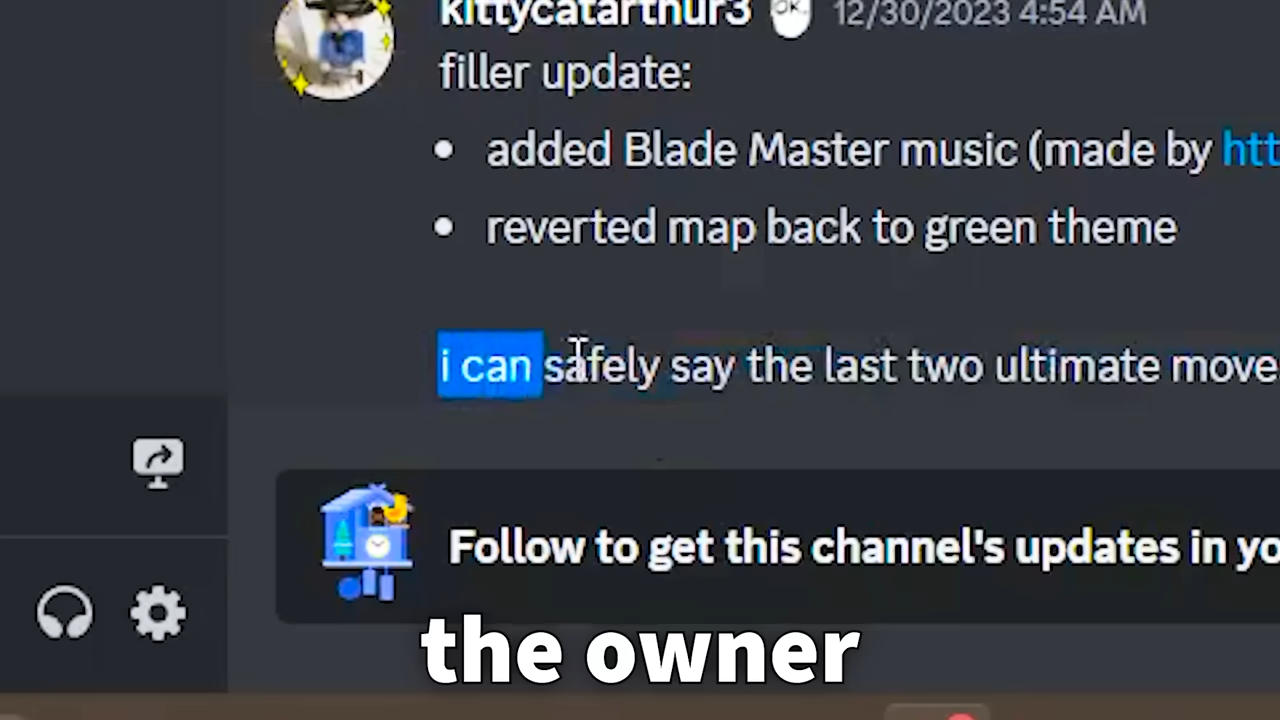 kittycatarthur3 OK. 12/30/2023 4:54 AM
filler update:
• added Blade Master music (made by htt
• reverted map back to green theme
i can safely say the last two ultimate move
Follow to get this channel's updates in yo
the owner